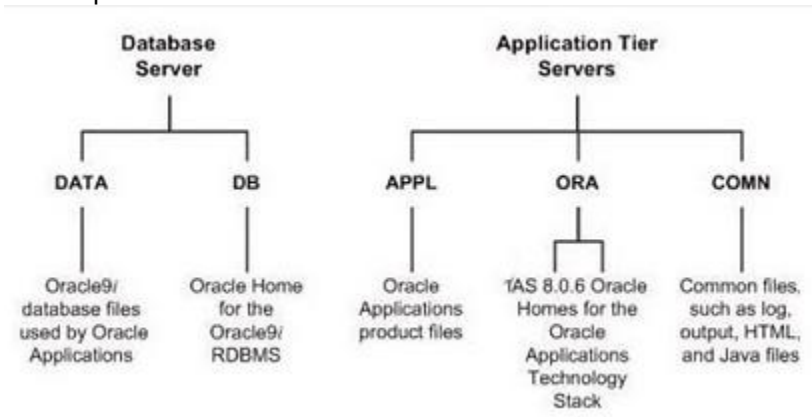 Database
Server
Application Tier
Servers
DATA
DB
APPL
ORA
COMN
Oracle9i
database files
used by Oracle
Applications
Oracle Home
for the
Oracle9i
RDBMS
Oracle
Applications
product files
iAS 8.0.6 Oracle
Homes for the
Oracle
Applications
Technology
Stack
Common files,
such as log,
output, HTML,
and Java files